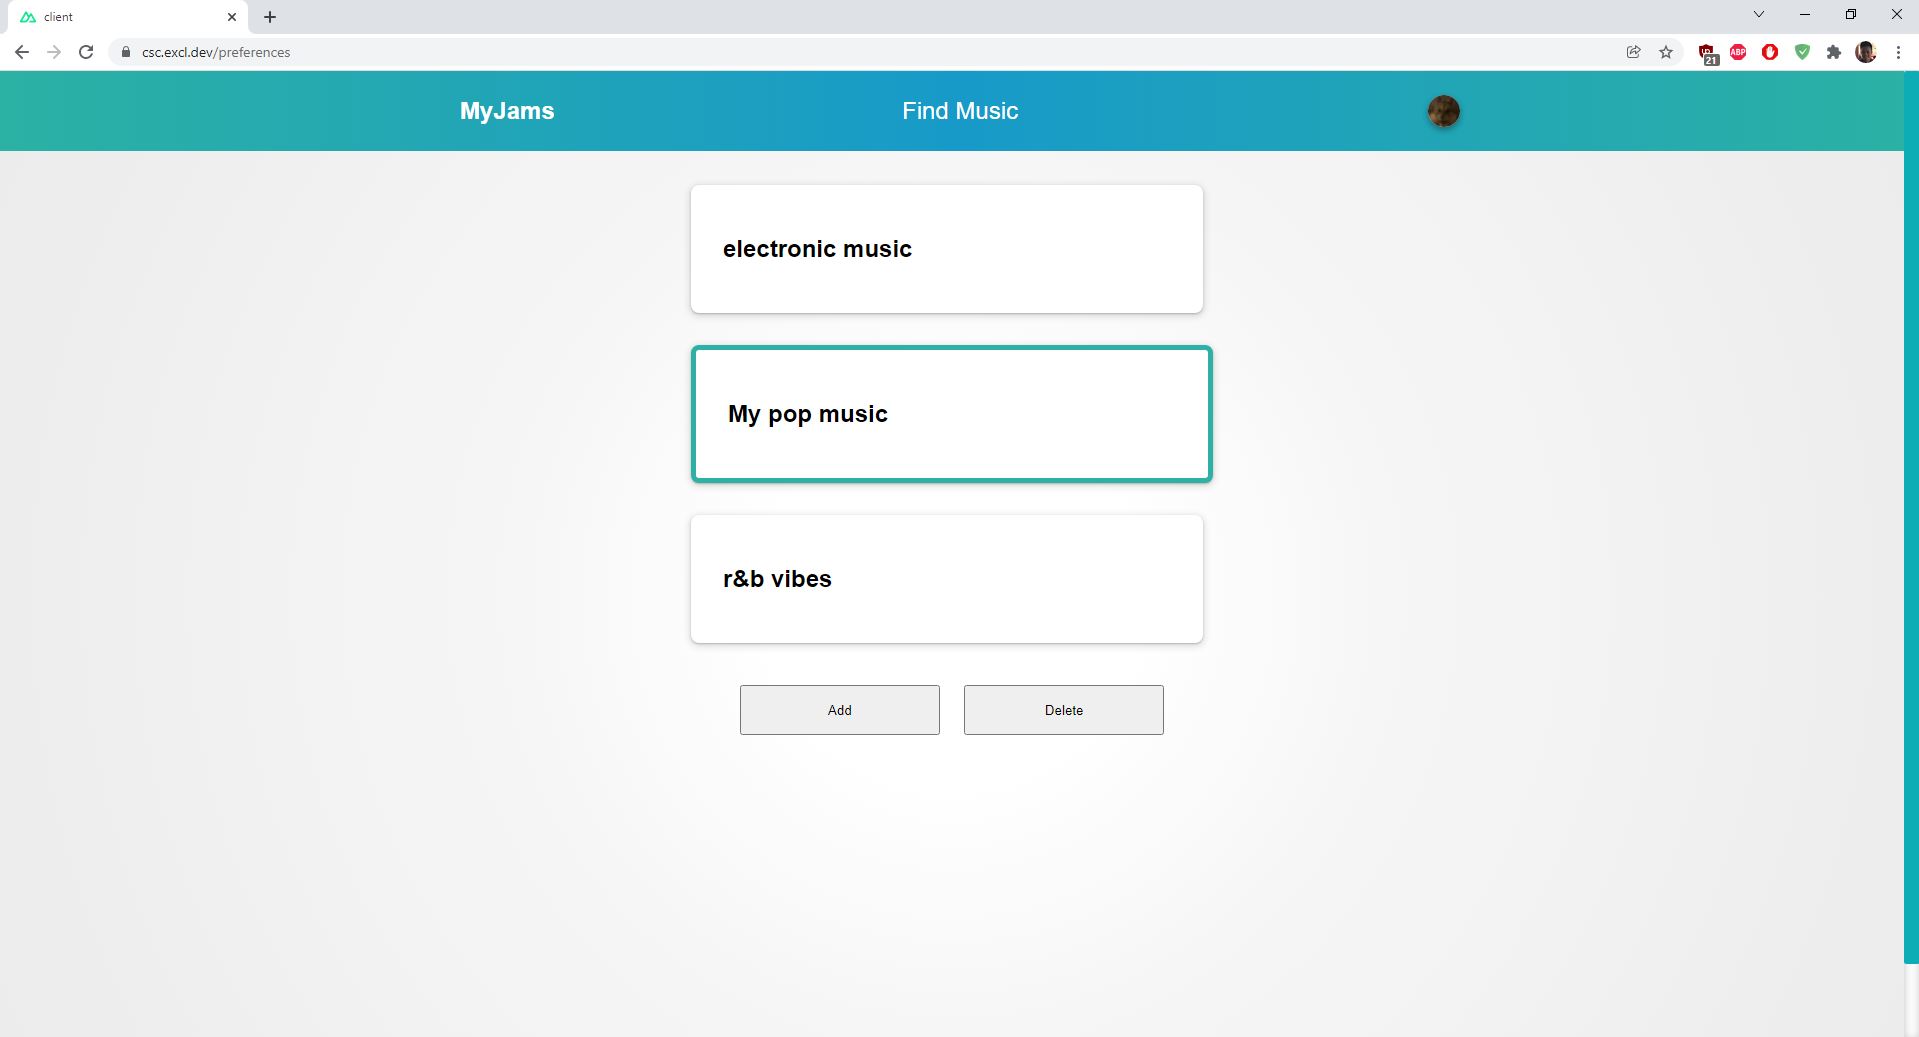 client
csc.excl.dev/preferences
21
ABP
MyJams
Find Music
electronic music
My pop music
r&b vibes
Add
Delete